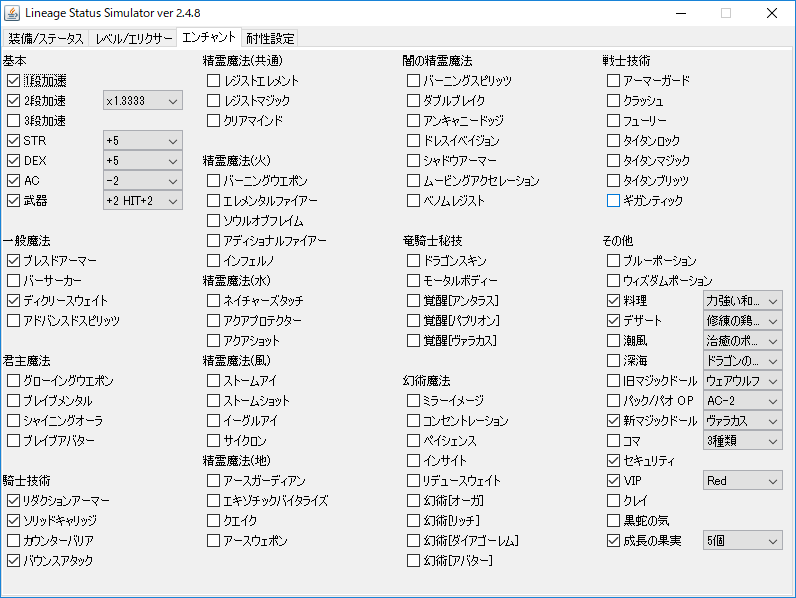 Lineage Status Simulator ver 2.4.8
装備/ステータス レベル/エリクサー エンチャント 耐性設定
基本
1段加速
2段加速 x1.3333
3段加速
STR +5
DEX +5
AC -2
武器 +2 HIT+2
一般魔法
ブレスドアーマー
バーサーカー
ディクリースウェイト
アドバンスドスピリッツ
君主魔法
グローイングウエポン
ブレイブメンタル
シャイニングオーラ
ブレイブアバター
騎士技術
リダクションアーマー
ソリッドキャリッジ
カウンターバリア
バウンスアタック
精霊魔法(共通)
レジストエレメント
レジストマジック
クリアマインド
精霊魔法(火)
バーニングウエポン
エレメンタルファイアー
ソウルオブフレイム
アディショナルファイアー
インフェルノ
精霊魔法(水)
ネイチャーズタッチ
アクアプロテクター
アクアショット
精霊魔法(風)
ストームアイ
ストームショット
イーグルアイ
サイクロン
精霊魔法(地)
アースガーディアン
エキゾチックバイタライズ
クエイク
アースウェポン
闇の精霊魔法
バーニングスピリッツ
ダブルブレイク
アンキャニードッジ
ドレスイベイジョン
シャドウアーマー
ムービングアクセレーション
ベノムレジスト
竜騎士秘技
ドラゴンスキン
モータルボディー
覚醒[アンタラス]
覚醒[パプリオン]
覚醒[ヴァラカス]
幻術魔法
ミラーイメージ
コンセントレーション
ペイシェンス
インサイト
リデュースウェイト
幻術[オーガ]
幻術[リッチ]
幻術[ダイアゴーレム]
幻術[アバター]
戦士技術
アーマーガード
クラッシュ
フューリー
タイタンロック
タイタンマジック
タイタンブリッツ
ギガンティック
その他
ブルーポーション
ウィズダムポーション
料理 力強い和...
デザート 修練の鶏...
潮風 治癒のポ...
深海 ドラゴンの...
旧マジックドール ウェアウルフ
パック/パオ OP AC-2
新マジックドール ヴァラカス
コマ 3種類
セキュリティ
VIP Red
クレイ
黒蛇の気
成長の果実 5個